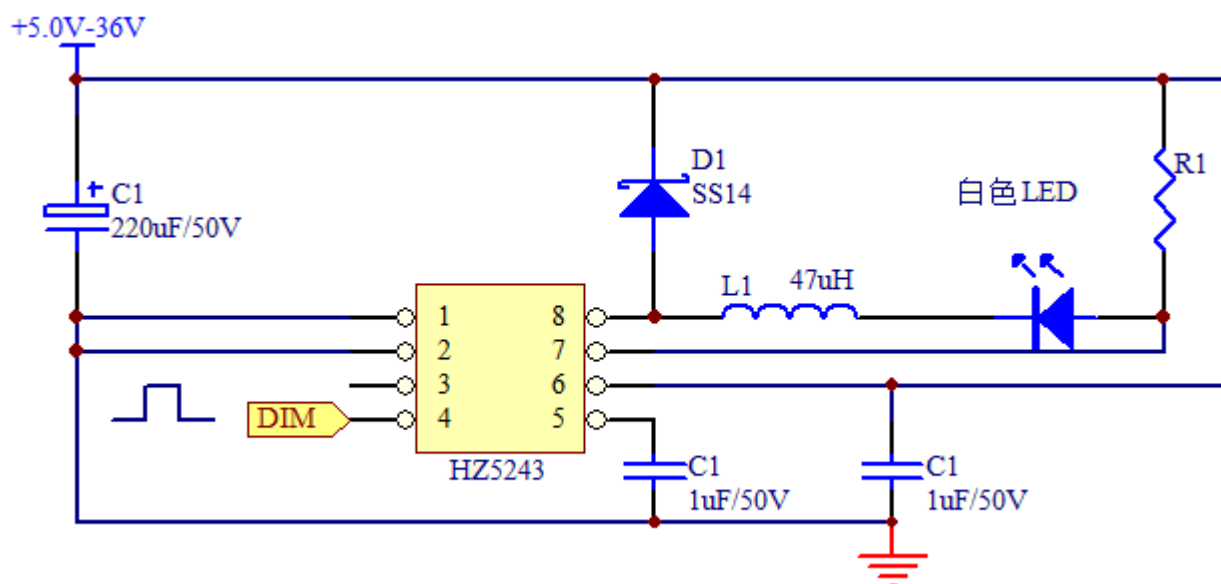 +5.0V-36V
D1
SS14
R1
C1
220uF/50V
白色LED
L1
47uH
1
8
2
7
3
6
DIM
4
5
HZ5243
C1
1uF/50V
C1
1uF/50V